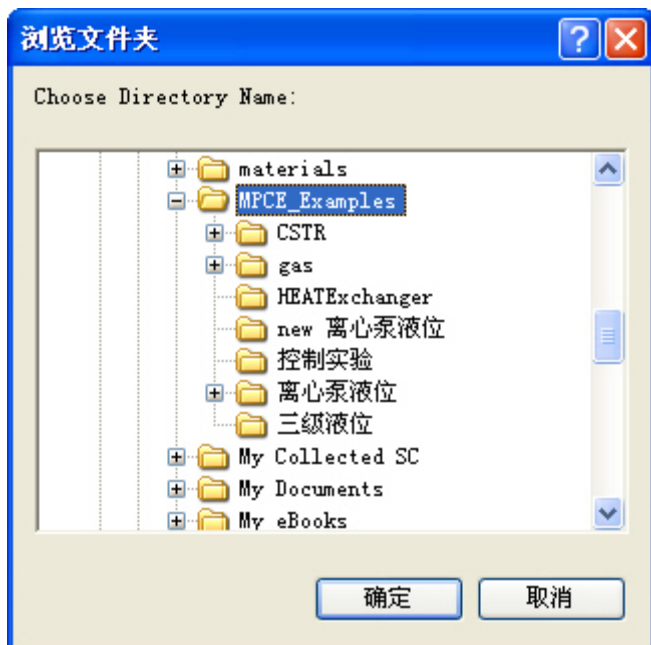 浏览文件夹
Choose Directory Name:
materials
MPCE_Examples
CSTR
gas
HEATExchanger
new 离心泵液位
控制实验
离心泵液位
三级液位
My Collected SC
My Documents
My eBooks
确定
取消